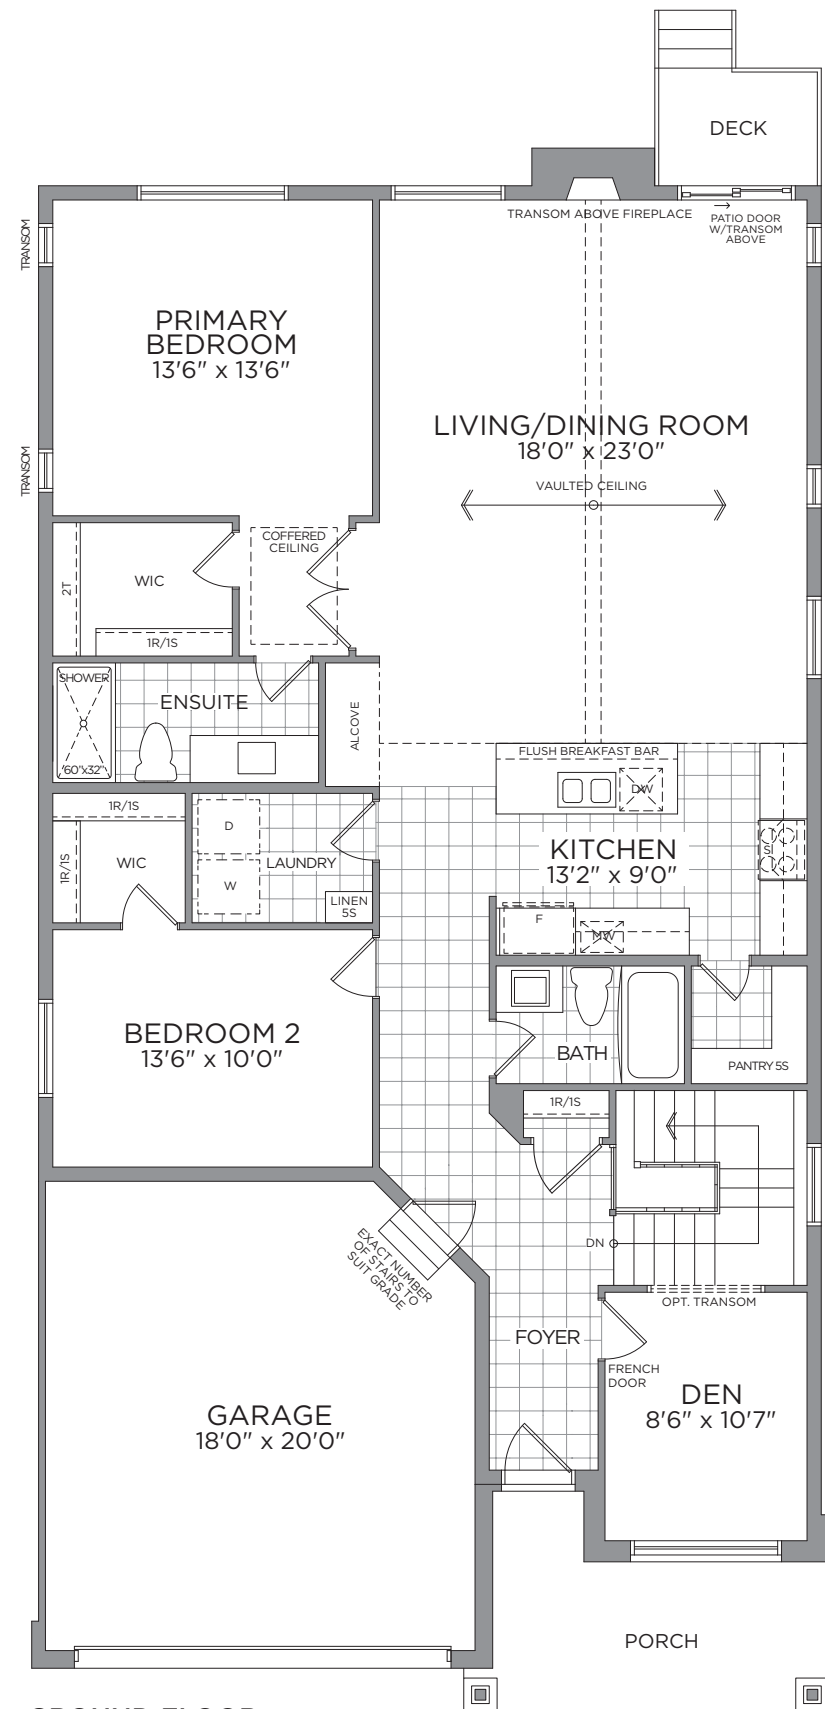 DECK
TRANSOM ABOVE FIREPLACE
PATIO DOOR
W/TRANSOM
ABOVE
TRANSOM
PRIMARY
BEDROOM
13'6" x 13'6"
LIVING/DINING ROOM
18'0" x 23'0"
TRANSOM
VAULTED CEILING
COFFERED
CEILING
WIC
2T
1R/1S
SHOWER
ENSUITE
60"x32"
ALCOVE
FLUSH BREAKFAST BAR
DW
1R/1S
1R/1S
WIC
D
W
LAUNDRY
LINEN
5S
KITCHEN
13'2" x 9'0"
S
F
MW
BEDROOM 2
13'6" x 10'0"
BATH
PANTRY 5S
1R/1S
EXACT NUMBER
OF STAIRS TO
SUIT GRADE
DN
OPT. TRANSOM
FOYER
FRENCH
DOOR
DEN
8'6" x 10'7"
GARAGE
18'0" x 20'0"
PORCH
GROUND FLOOR